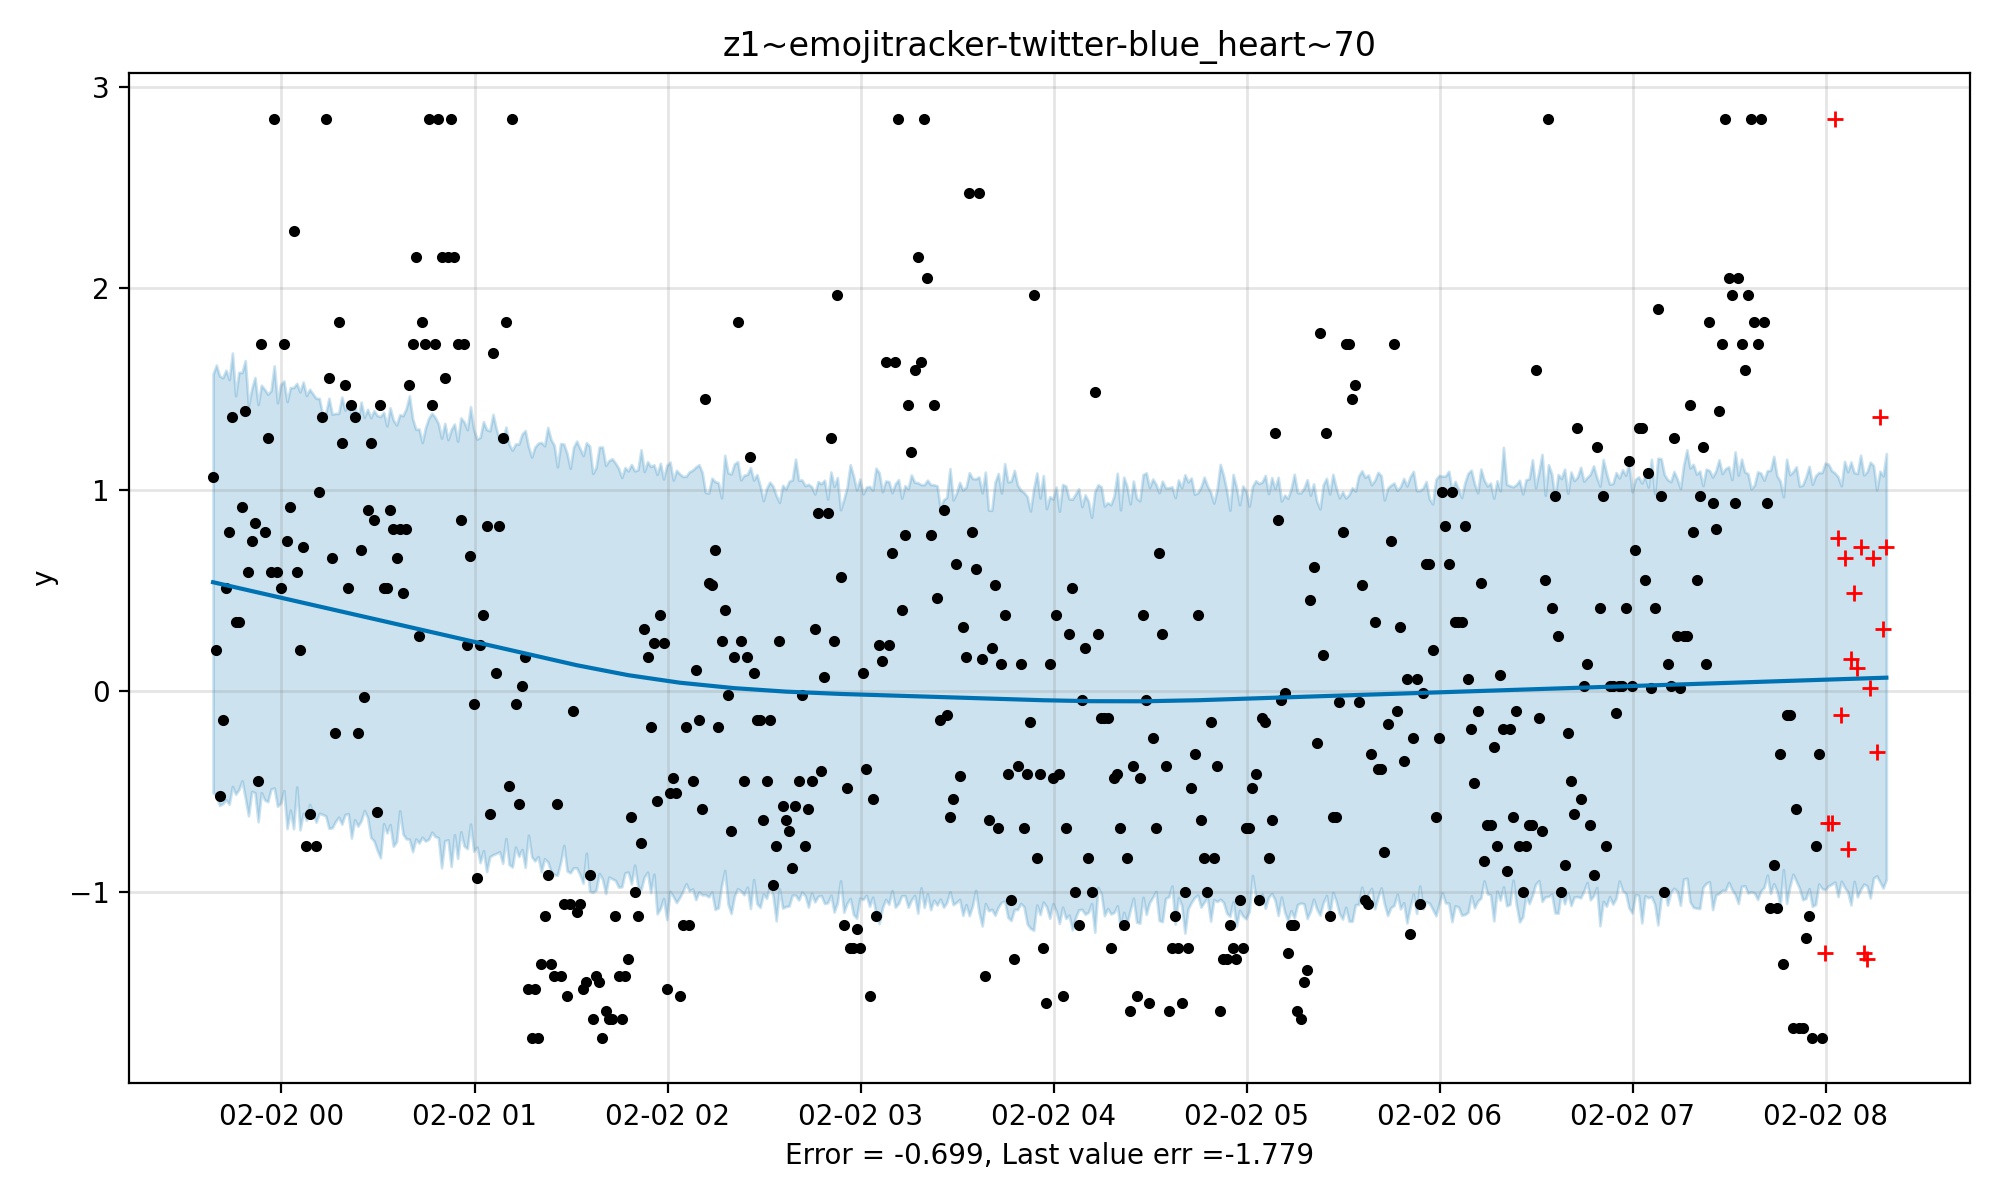 z1~emojitracker-twitter-blue_heart~70
3
2
1
0
−1
y
02-02 00 02-02 01 02-02 02 02-02 03 02-02 04 02-02 05 02-02 06 02-02 07 02-02 08
Error = -0.699, Last value err =-1.779